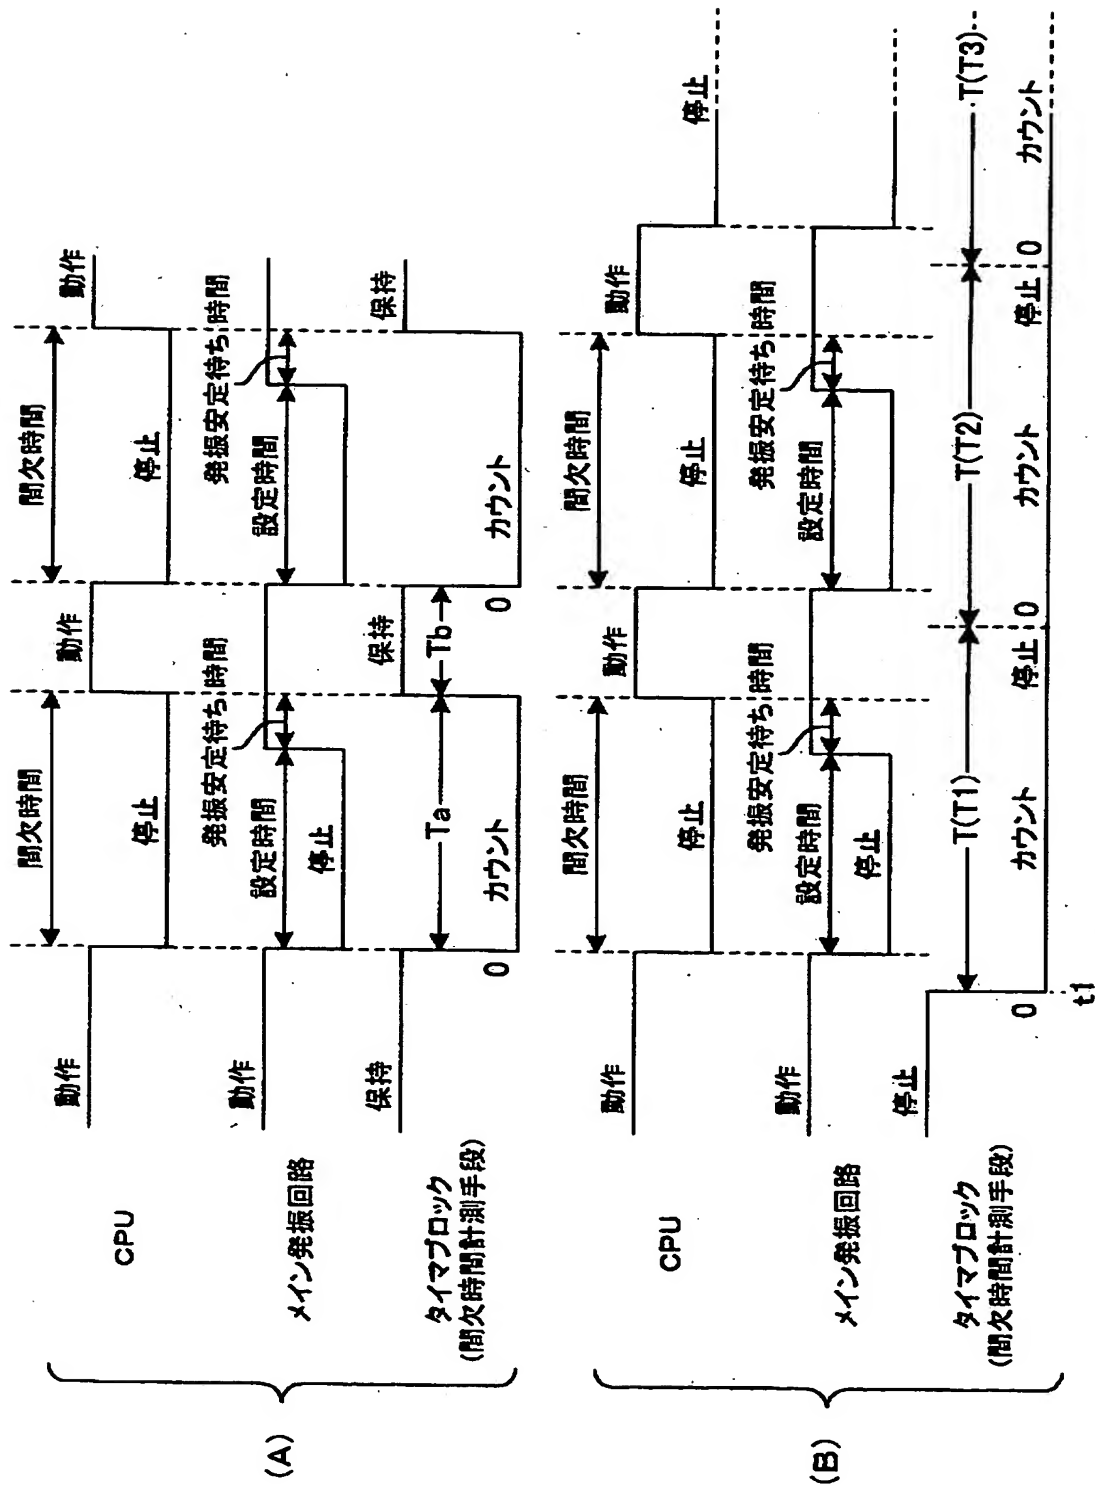 (A)
間欠時間
間欠時間
CPU
動作
停止
動作
停止
動作
発振安定待ち時間
発振安定待ち時間
メイン発振回路
動作
設定時間
停止
設定時間
タイマブロック
(間欠時間計測手段)
保持
保持
保持
Ta
Tb
0
カウント
0
カウント
(B)
間欠時間
間欠時間
CPU
動作
停止
動作
停止
動作
停止
発振安定待ち時間
発振安定待ち時間
メイン発振回路
動作
設定時間
停止
設定時間
タイマブロック
(間欠時間計測手段)
停止
T(T1)
T(T2)
T(T3)
0
カウント
停止
0
カウント
停止
0
カウント
t1